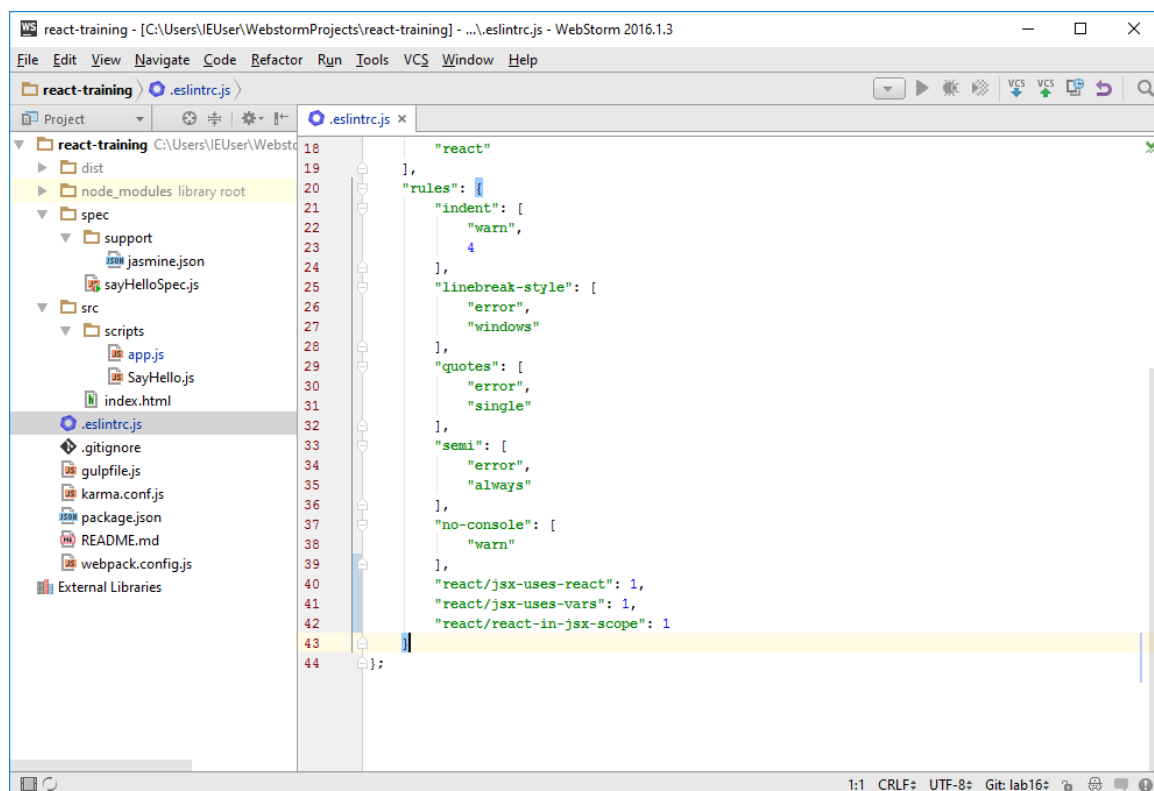 WS react-training - [C:\Users\IEUser\WebstormProjects\react-training] - ...\.eslintrc.js - WebStorm 2016.1.3
File Edit View Navigate Code Refactor Run Tools VCS Window Help
react-training .eslintrc.js
VCS VCS
Project
.eslintrc.js
react-training C:\Users\IEUser\Websto
dist
node_modules library root
spec
support
jasmine.json
sayHelloSpec.js
src
scripts
app.js
SayHello.js
index.html
.eslintrc.js
.gitignore
gulpfile.js
karma.conf.js
package.json
README.md
webpack.config.js
External Libraries
18 "react"
19 ],
20 "rules": {
21 "indent": [
22 "warn",
23 4
24 ],
25 "linebreak-style": [
26 "error",
27 "windows"
28 ],
29 "quotes": [
30 "error",
31 "single"
32 ],
33 "semi": [
34 "error",
35 "always"
36 ],
37 "no-console": [
38 "warn"
39 ],
40 "react/jsx-uses-react": 1,
41 "react/jsx-uses-vars": 1,
42 "react/react-in-jsx-scope": 1
43 }
44 };
1:1 CRLF UTF-8 Git: lab16